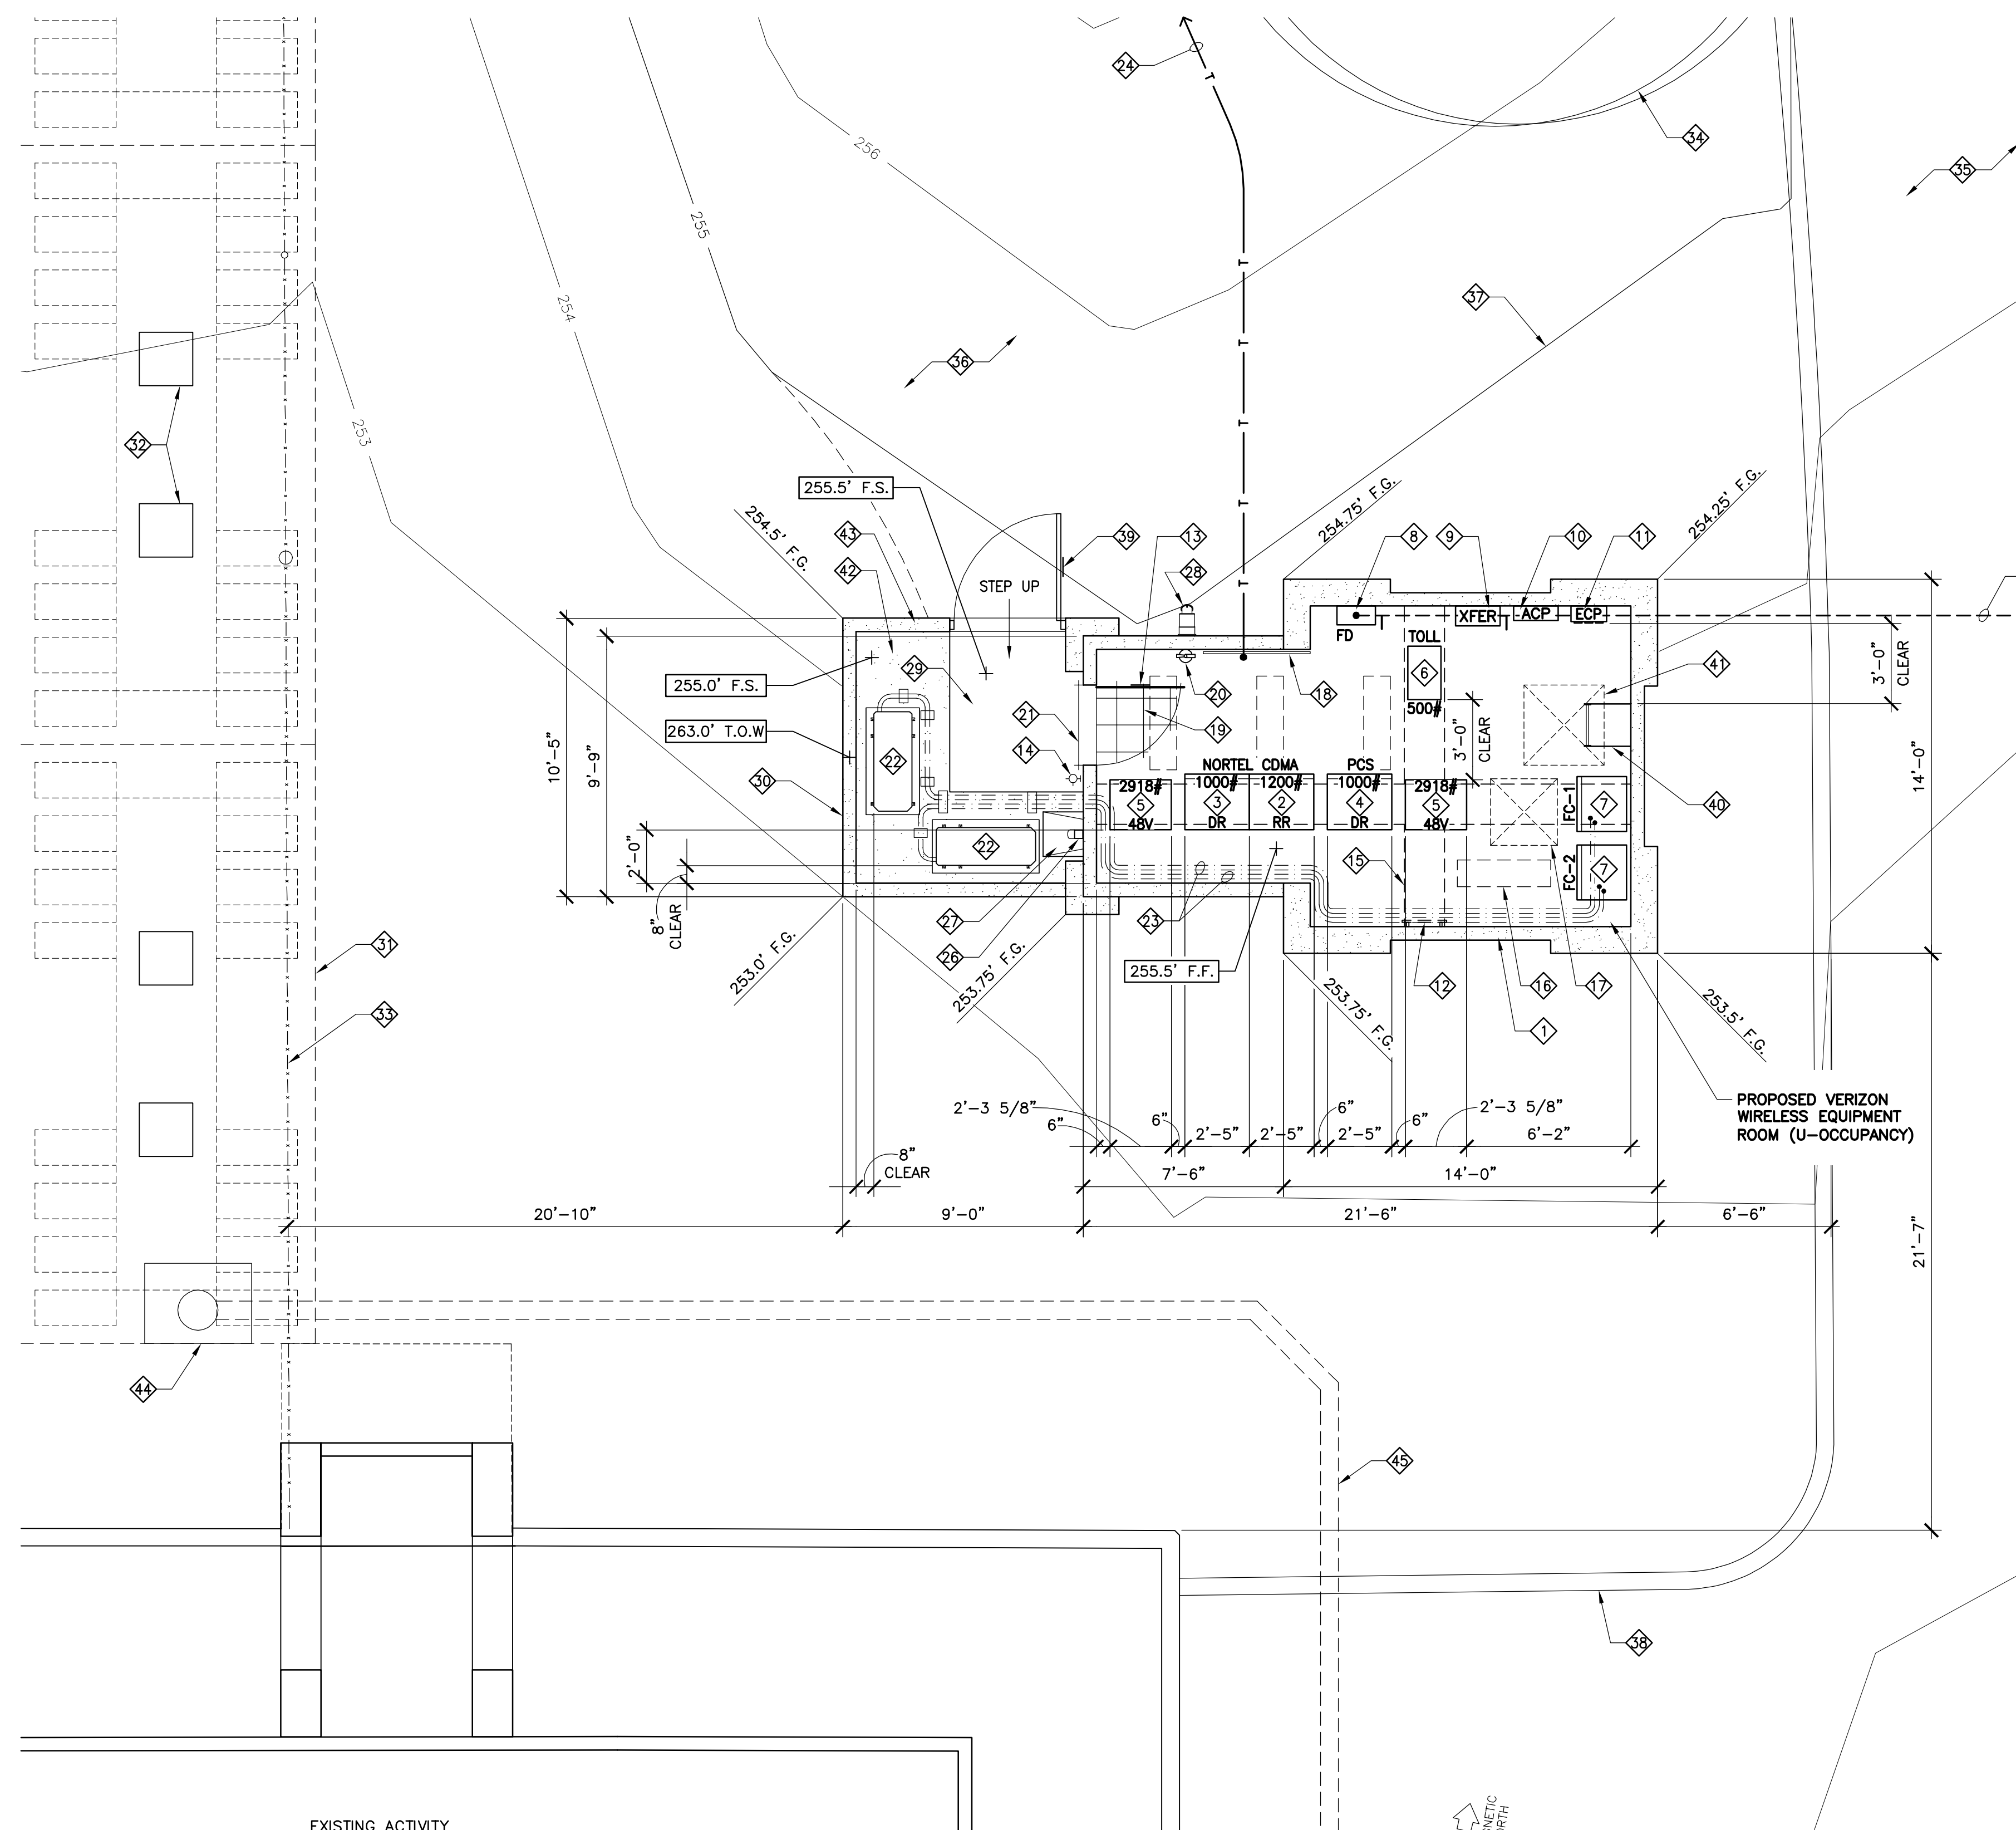 24
34
35
256
255
37
254
36
253
32
255.5' F.S.
254.75' F.G.
254.25' F.G.
254.5' F.G.
43
39
13
8
9
10
11
42
STEP UP
28
XFER
ACP
ECP
FD
TOLL
3'-0"
CLEAR
29
20
18
6
41
255.0' F.S.
500#
21
19
3'-0"
CLEAR
263.0' T.O.W
14
10'-5"
9'-9"
22
NORTEL CDMA
PCS
14'-0"
30
2918#
1000#
1200#
1000#
2918#
5
3
2
4
5
FC-1
7
40
48V
DR
RR
DR
48V
2'-0"
22
15
FC-2
7
8"
CLEAR
27
23
31
26
255.5' F.F.
253.0' F.G.
253.75' F.G.
12
16
17
33
253.75' F.G.
1
253.5' F.G.
PROPOSED VERIZON
WIRELESS EQUIPMENT
ROOM (U-OCCUPANCY)
2'-3 5/8"
6"
6"
2'-5"
2'-5"
6"
2'-5"
6"
2'-3 5/8"
6'-2"
8"
CLEAR
7'-6"
14'-0"
20'-10"
9'-0"
21'-6"
6'-6"
21'-7"
44
45
38
EXISTING ACTIVITY